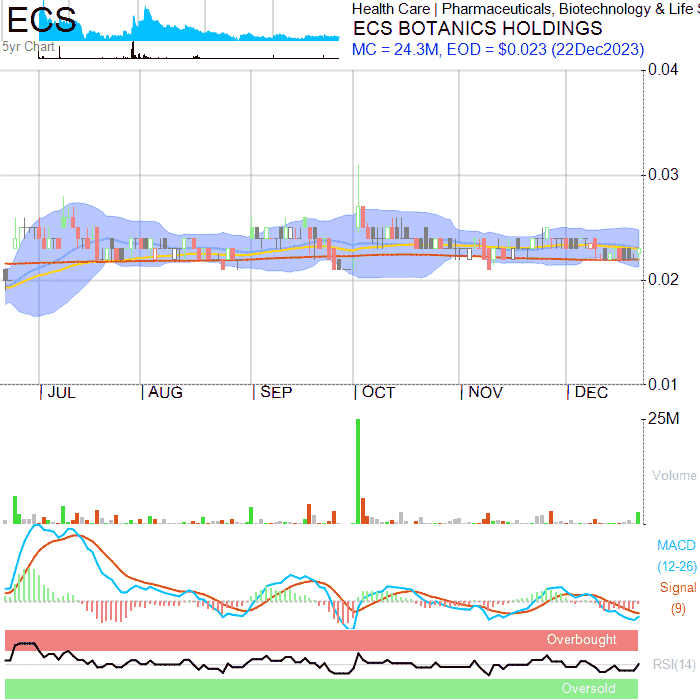 ECS
5yr Chart
Health Care | Pharmaceuticals, Biotechnology & Life S
ECS BOTANICS HOLDINGS
MC = 24.3M, EOD = $0.023 (22Dec2023)
0.04
0.03
0.02
0.01
JUL AUG SEP OCT NOV DEC
25M
Volume
MACD
(12-26)
Signal
(9)
Overbought
RSI(14)
Oversold